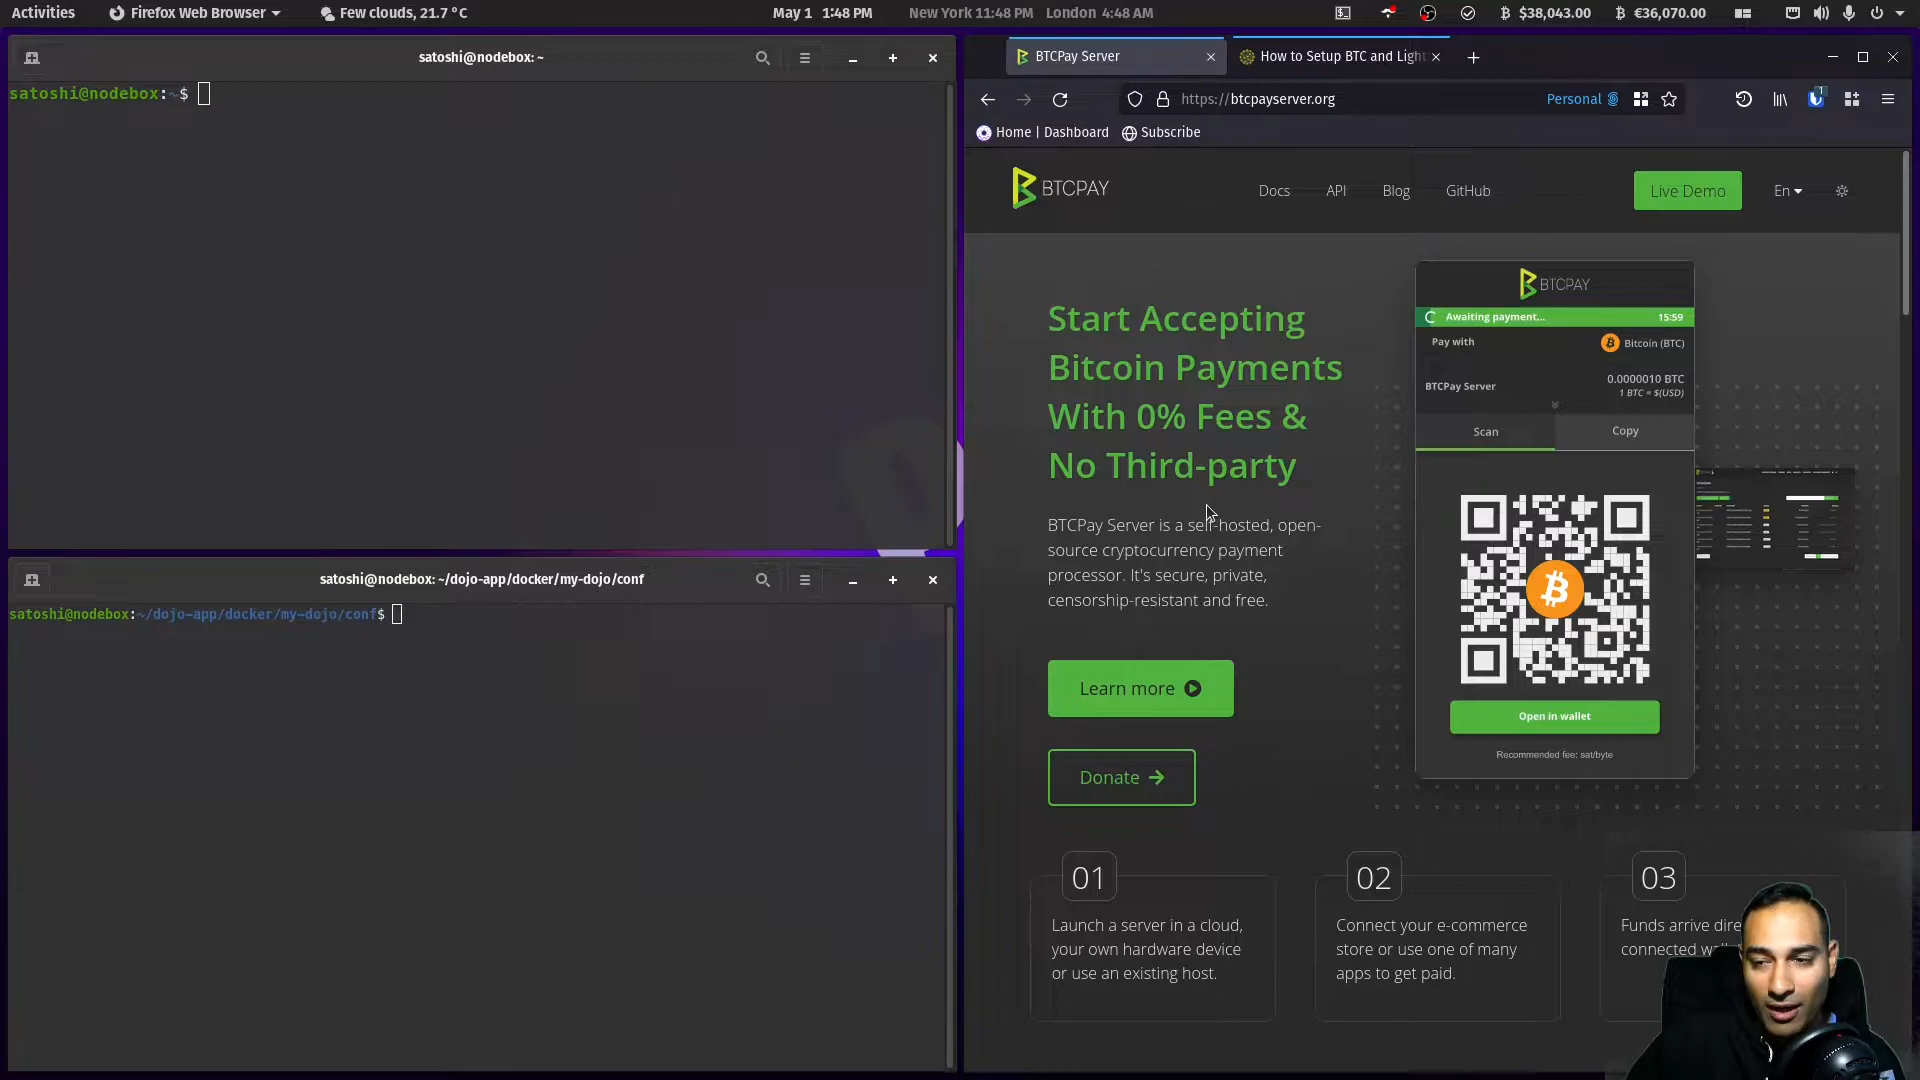 Activities
Firefox Web Browser
Few clouds, 21.7 °C
May 1 1:48 PM
New York 11:48 PM London 4:48 AM
$38,043.00
€36,070.00
satoshi@nodebox: ~
satoshi@nodebox:~$
satoshi@nodebox: ~/dojo-app/docker/my-dojo/conf
satoshi@nodebox:~/dojo-app/docker/my-dojo/conf$
BTCPay Server
How to Setup BTC and Light
https://btcpayserver.org
Personal
1
Home | Dashboard
Subscribe
BTCPAY
Docs
API
Blog
GitHub
Live Demo
En
Start Accepting
Bitcoin Payments
With 0% Fees &
No Third-party
BTCPay Server is a self-hosted, open-
source cryptocurrency payment
processor. It's secure, private,
censorship-resistant and free.
Learn more
Donate
BTCPAY
Awaiting payment...
15:59
Pay with
Bitcoin (BTC)
BTCPay Server
0.0000010 BTC
1 BTC = $(USD)
Scan
Copy
Open in wallet
Recommended fee: sat/byte
01
Launch a server in a cloud,
your own hardware device
or use an existing host.
02
Connect your e-commerce
store or use one of many
apps to get paid.
03
Funds arrive dire
connected